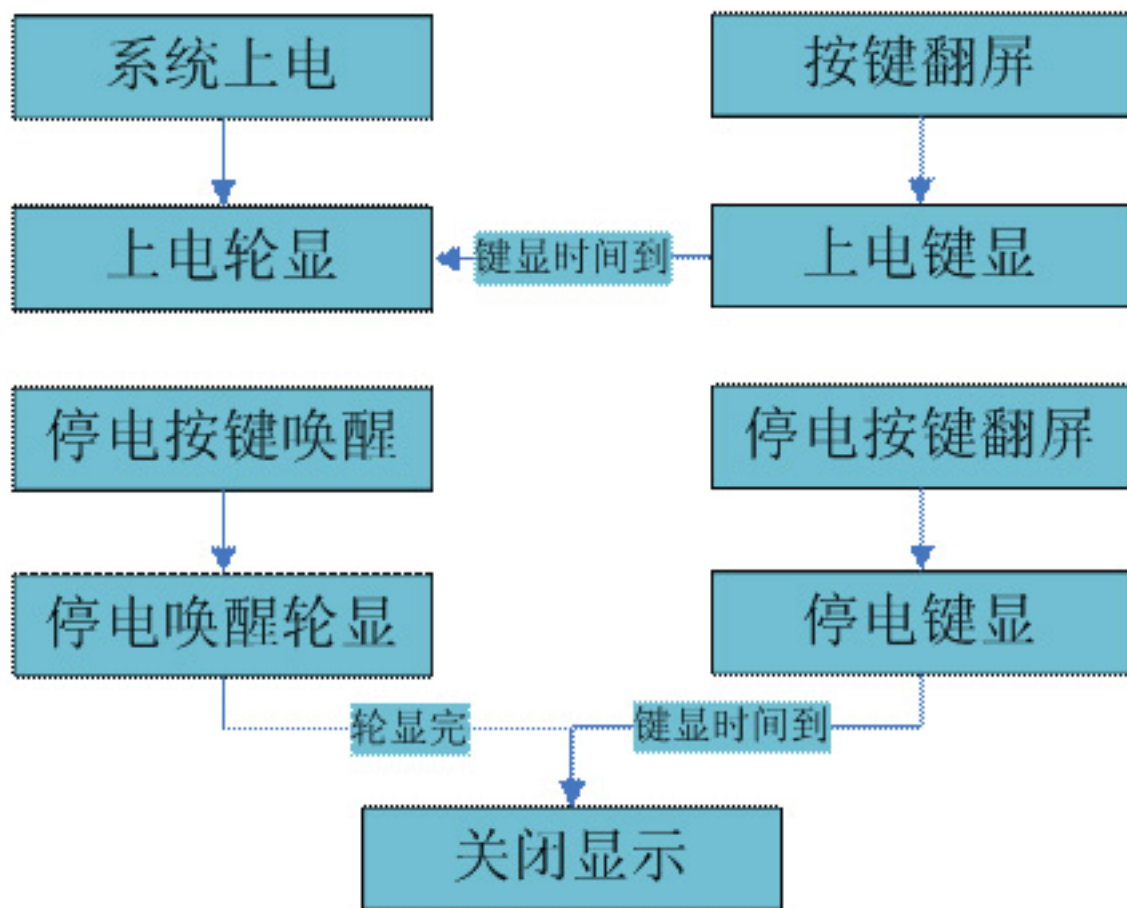 系统上电
按键翻屏
上电轮显
键显时间到
上电键显
停电按键唤醒
停电按键翻屏
停电唤醒轮显
停电键显
轮显完
键显时间到
关闭显示